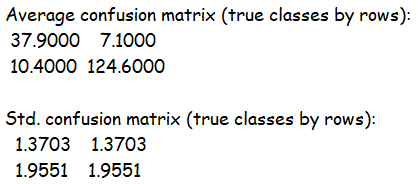 Average confusion matrix (true classes by rows):
37.9000 7.1000
10.4000 124.6000
Std. confusion matrix (true classes by rows):
1.3703 1.3703
1.9551 1.9551